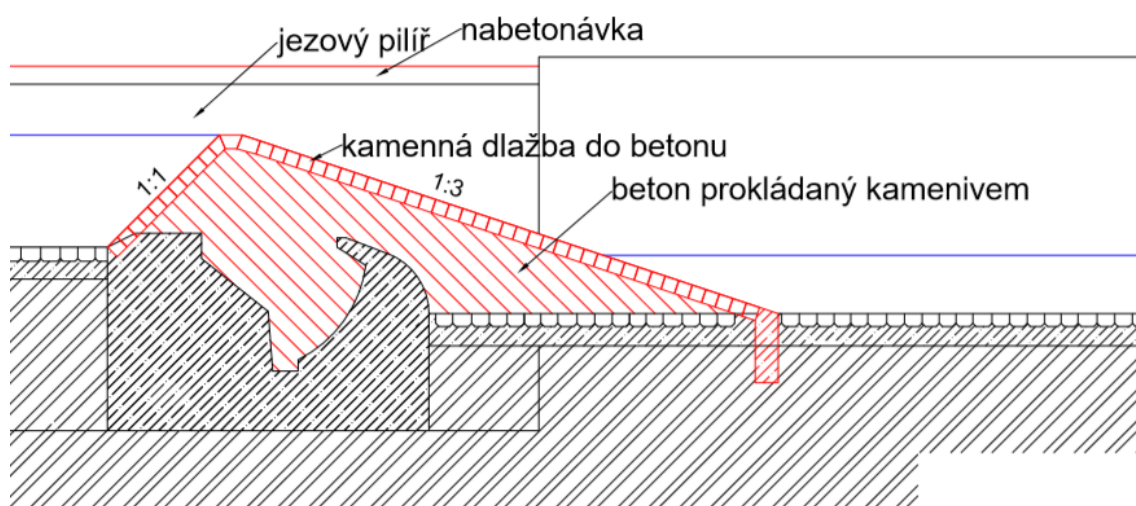 jezový pilíř
nabetonávka
kamenná dlažba do betonu
1:1
1:3
beton prokládaný kamenivem